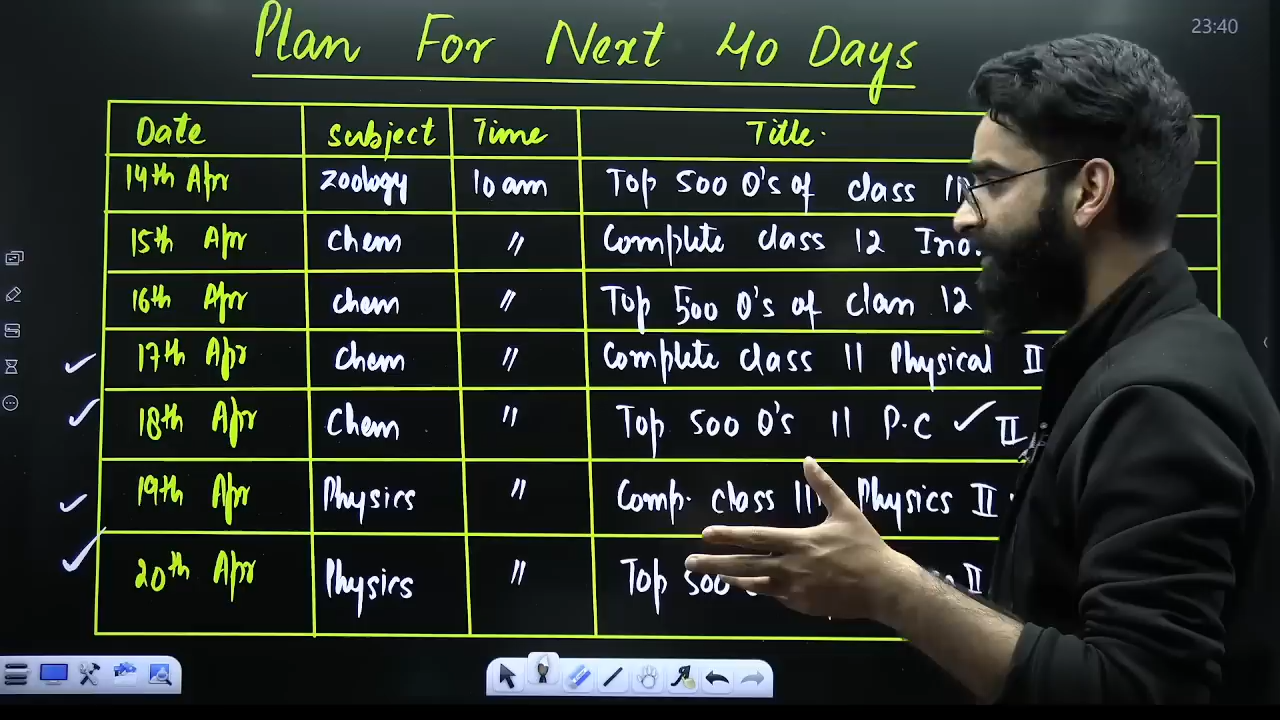 Plan For Next 40 Days
23:40
Date Subject Time Title.
14th Apr Zoology 10am Top 500 Q's of class 11
15th Apr Chem " Complete class 12 Ino.
16th Apr Chem " Top 500 Q's of class 12
17th Apr Chem " Complete class 11 Physical II
18th Apr Chem " Top 500 Q's 11 P.C ✓ II
19th Apr Physics " Comp. class 11 Physics II
20th Apr Physics " Top 500 II